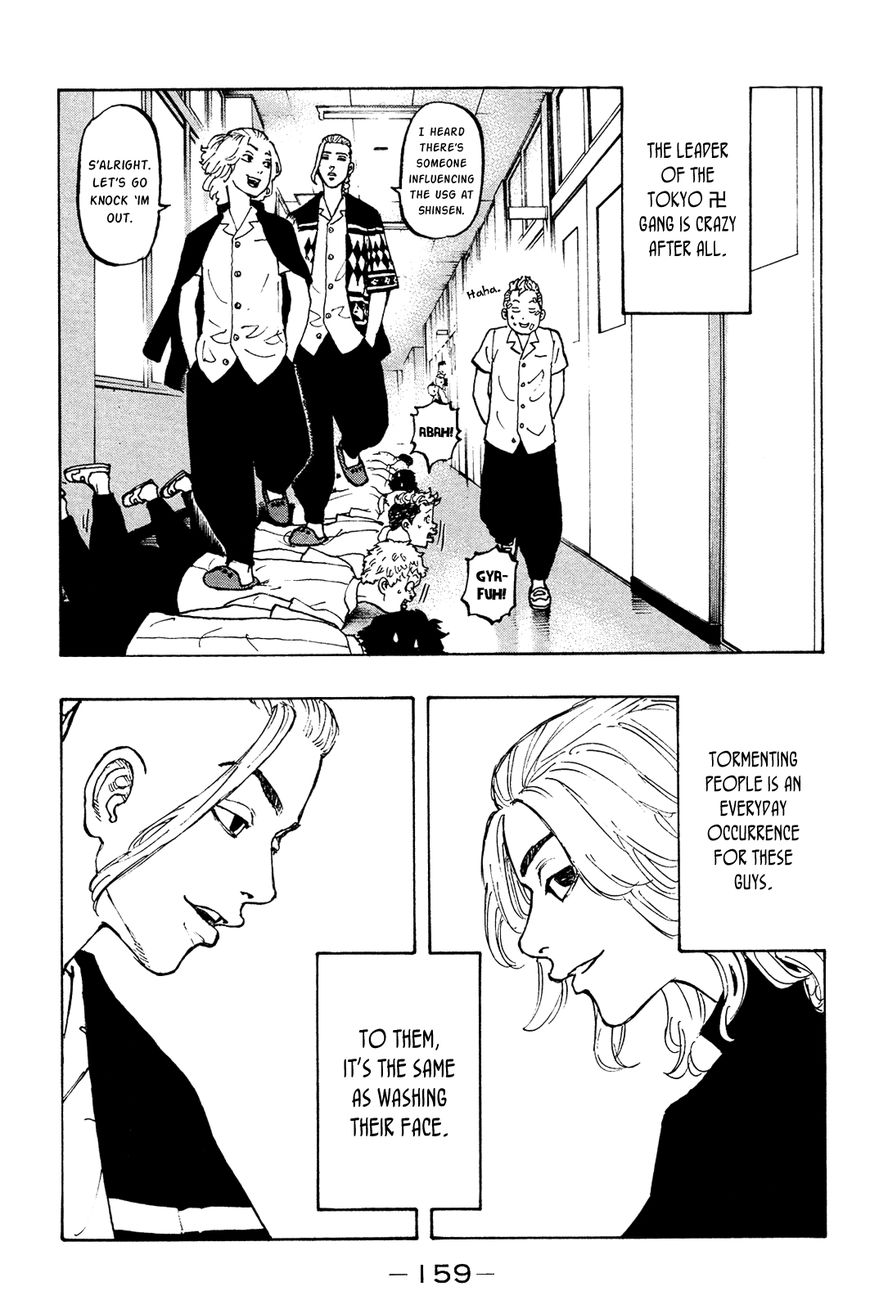 THE LEADER
OF THE
TOKYO 卍
GANG IS CRAZY
AFTER ALL.
I HEARD
THERE'S
SOMEONE
INFLUENCING
THE USG AT
SHINSEN.
S'ALRIGHT.
LET'S GO
KNOCK 'IM
OUT.
Haha.
ABAH!
GYA-
FUH!
TORMENTING
PEOPLE IS AN
EVERYDAY
OCCURRENCE
FOR THESE
GUYS.
TO THEM,
IT'S THE SAME
AS WASHING
THEIR FACE.
—159—